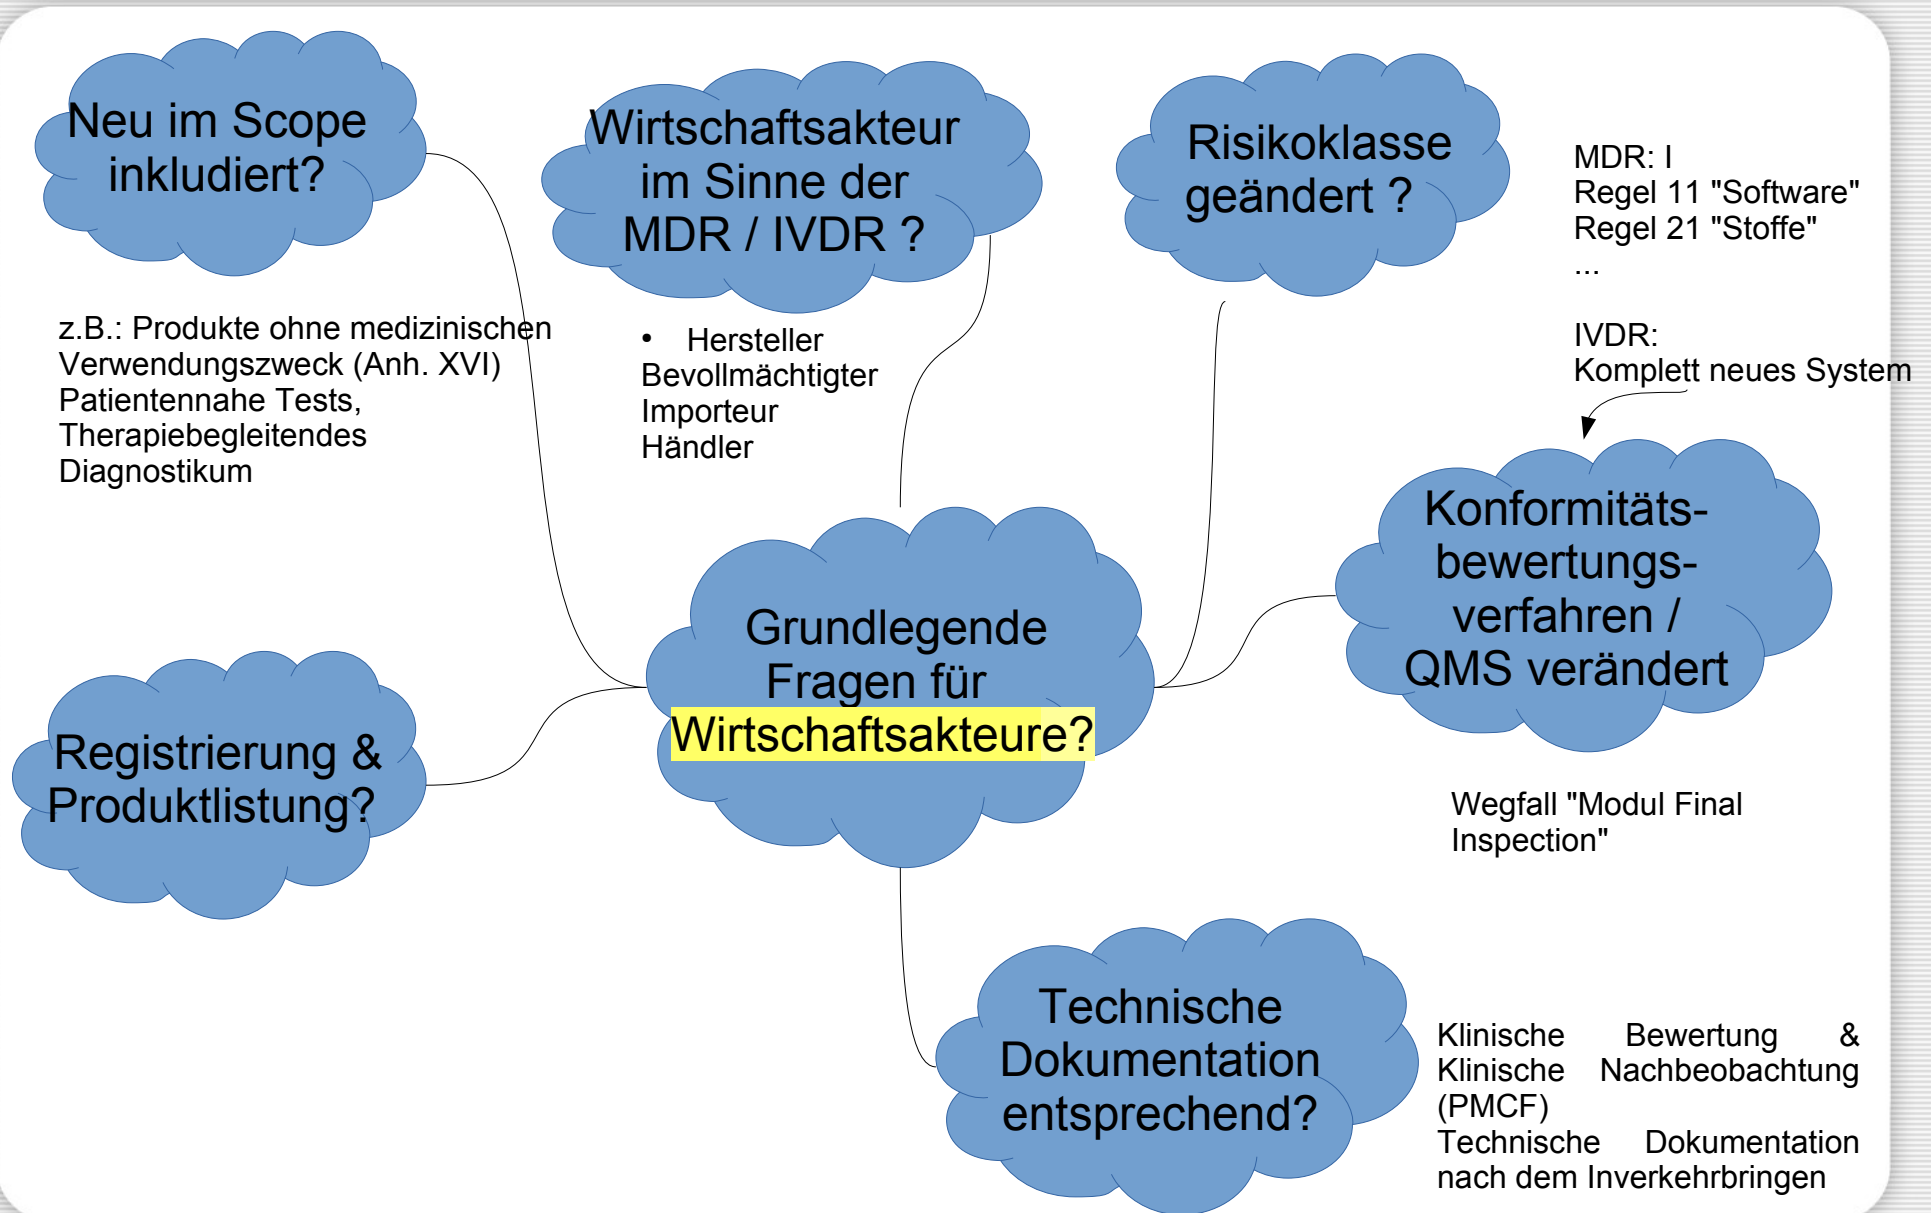 Neu im Scope
inkludiert?
z.B.: Produkte ohne medizinischen
Verwendungszweck (Anh. XVI)
Patientennahe Tests,
Therapiebegleitendes
Diagnostikum
Wirtschaftsakteur
im Sinne der
MDR / IVDR ?
• Hersteller
Bevollmächtigter
Importeur
Händler
Risikoklasse
geändert ?
MDR: I
Regel 11 "Software"
Regel 21 "Stoffe"
...
IVDR:
Komplett neues System
Konformitäts-
bewertungs-
verfahren /
QMS verändert
Wegfall "Modul Final
Inspection"
Grundlegende
Fragen für
Wirtschaftsakteure?
Registrierung &
Produktlistung?
Technische
Dokumentation
entsprechend?
Klinische Bewertung &
Klinische Nachbeobachtung
(PMCF)
Technische Dokumentation
nach dem Inverkehrbringen